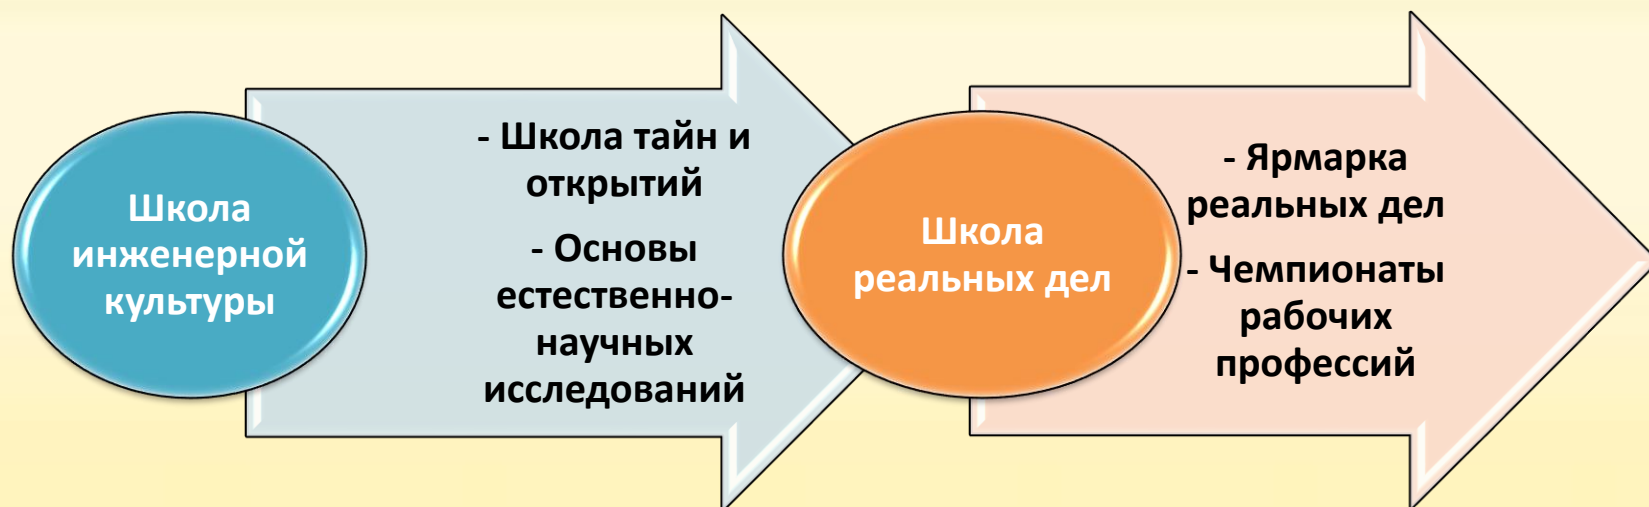 Школа
инженерной
культуры
- Школа тайн и
открытий
- Основы
естественно-
научных
исследований
Школа
реальных дел
- Ярмарка
реальных дел
- Чемпионаты
рабочих
профессий